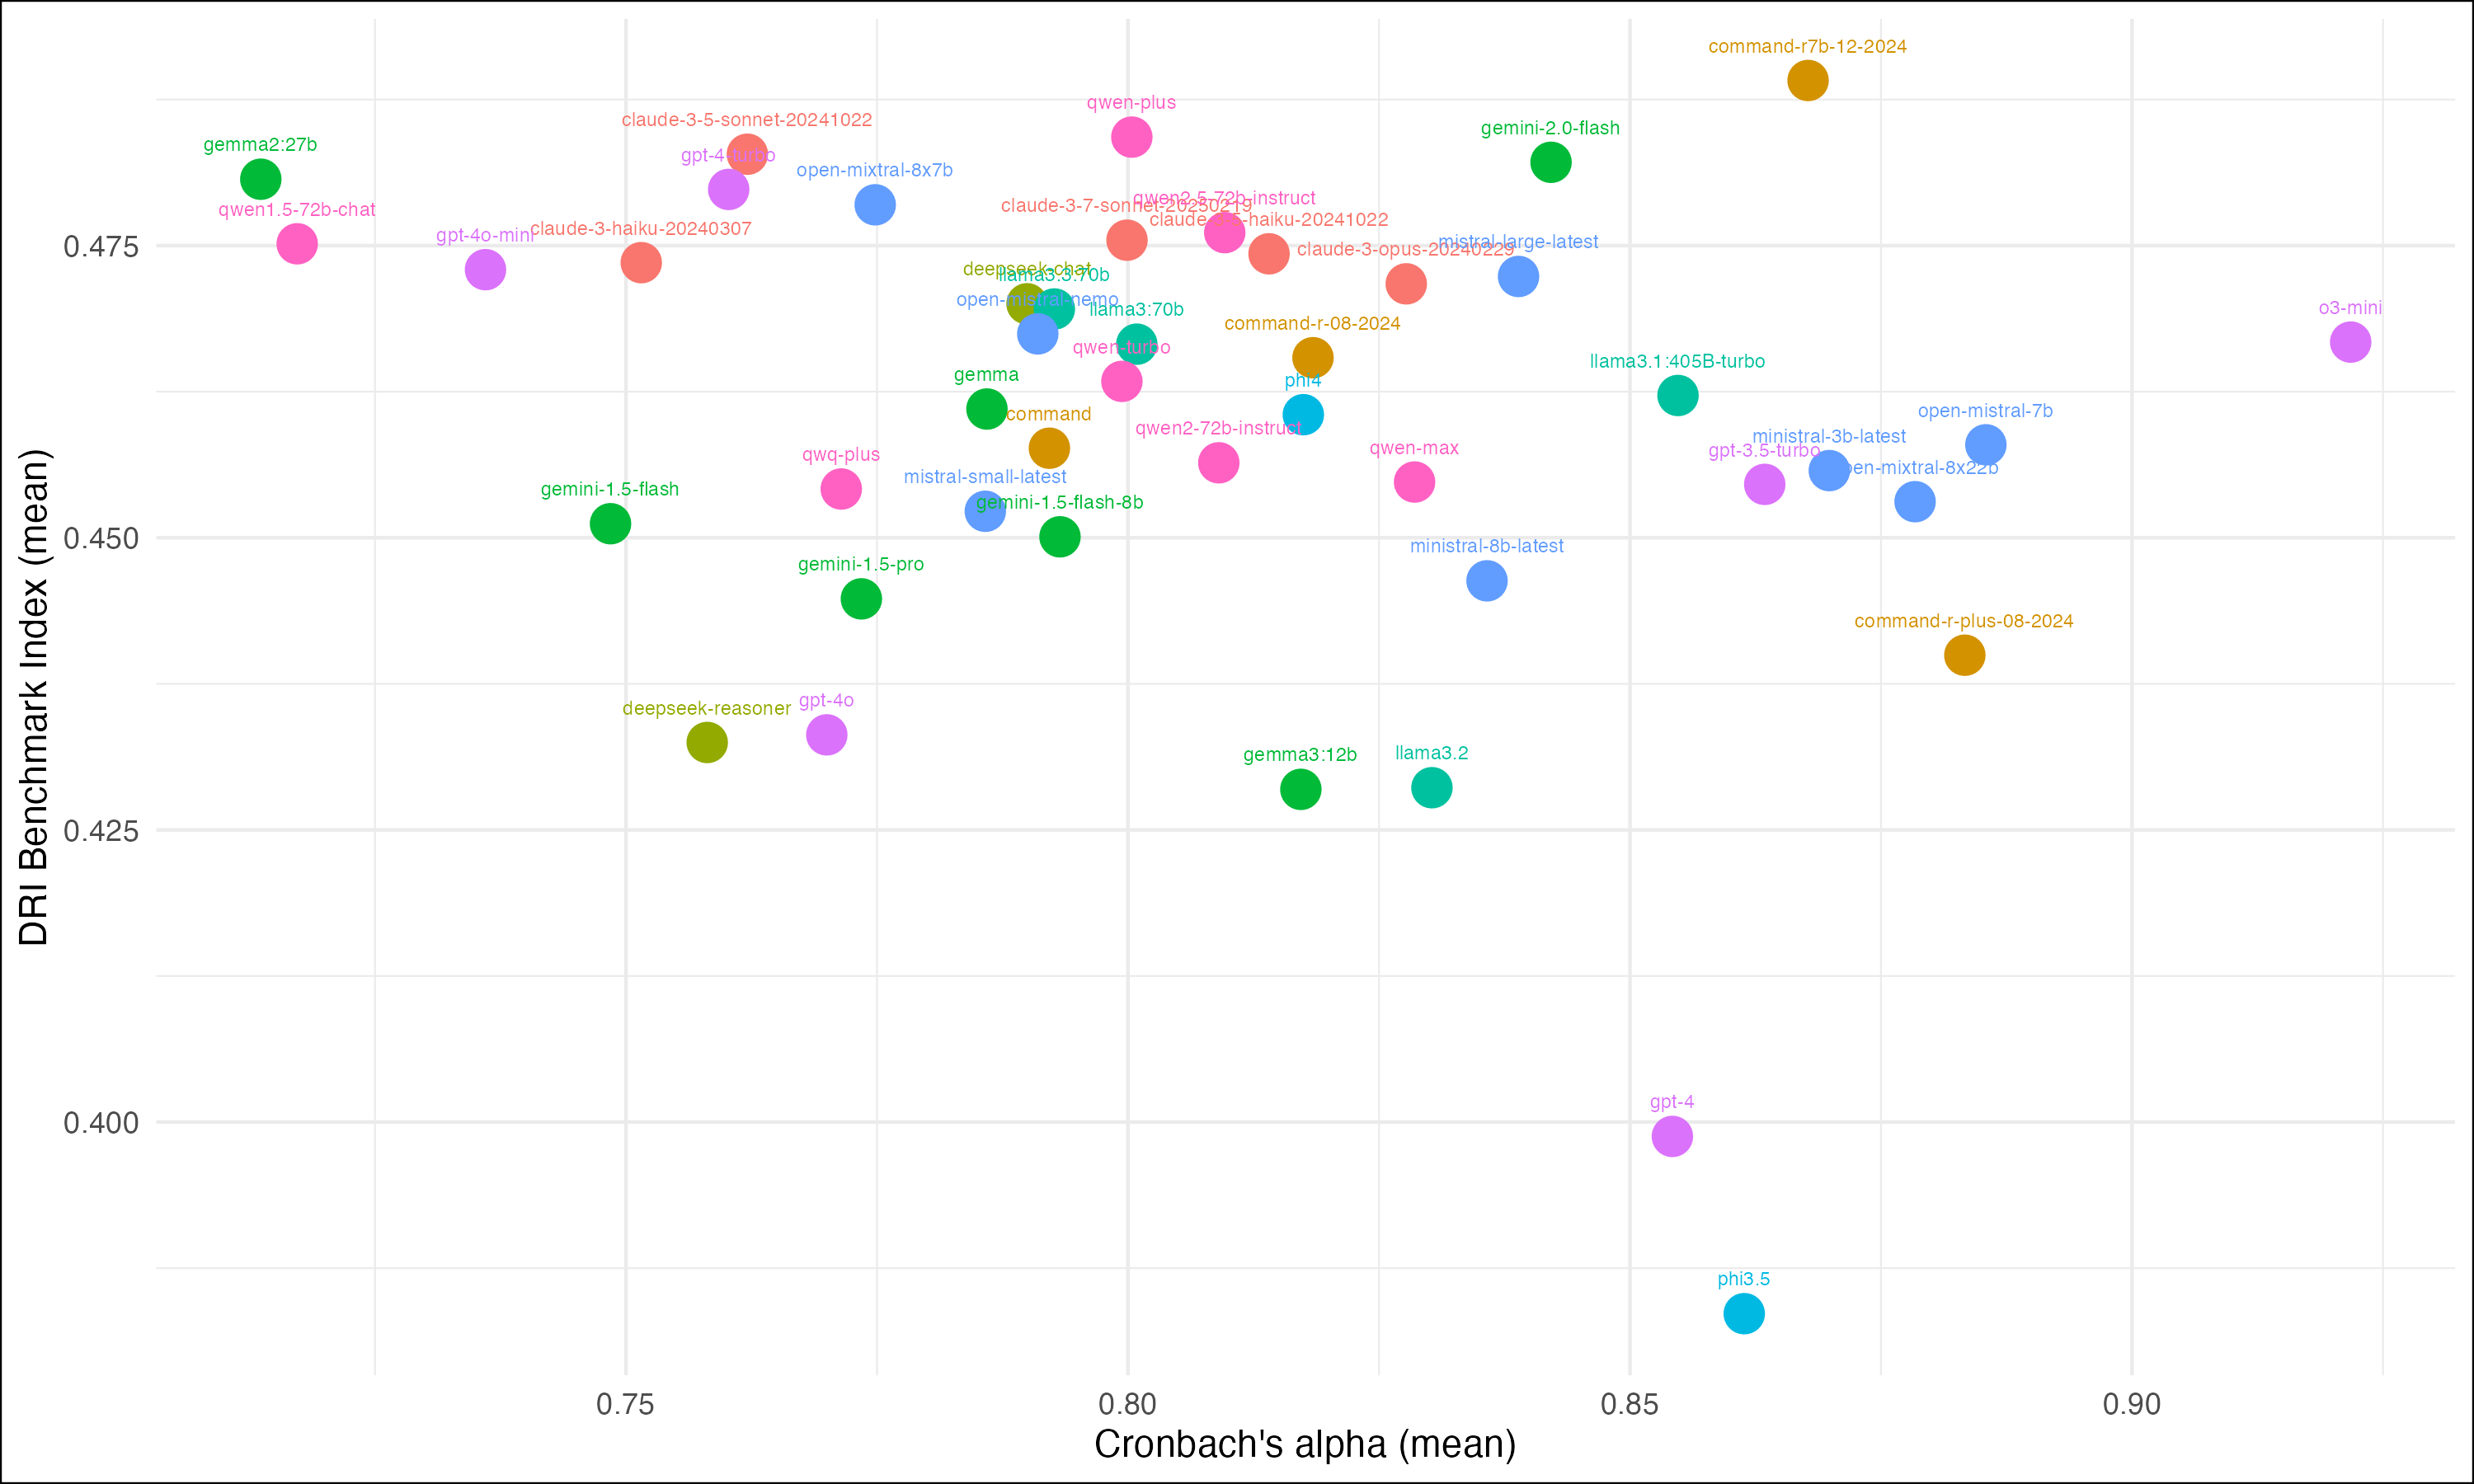 command-r7b-12-2024
qwen-plus
claude-3-5-sonnet-20241022
gemini-2.0-flash
gemma2:27b
gpt-4-turbo
open-mixtral-8x7b
qwen2.5-72b-instruct
claude-3-7-sonnet-20250219
qwen1.5-72b-chat
claude-3-5-haiku-20241022
claude-3-haiku-20240307
gpt-4o-mini
mistral-large-latest
claude-3-opus-20240229
0.475
deepseek-chat
llama3.3:70b
open-mistral-nemo
o3-mini
llama3:70b
command-r-08-2024
qwen-turbo
llama3.1:405B-turbo
gemma
phi4
open-mistral-7b
command
qwen2-72b-instruct
ministral-3b-latest
qwen-max
gpt-3.5-turbo
qwq-plus
open-mixtral-8x22b
mistral-small-latest
gemini-1.5-flash
gemini-1.5-flash-8b
0.450
ministral-8b-latest
gemini-1.5-pro
command-r-plus-08-2024
gpt-4o
deepseek-reasoner
llama3.2
gemma3:12b
0.425
gpt-4
0.400
phi3.5
DRI Benchmark Index (mean)
0.75 0.80 0.85 0.90
Cronbach's alpha (mean)